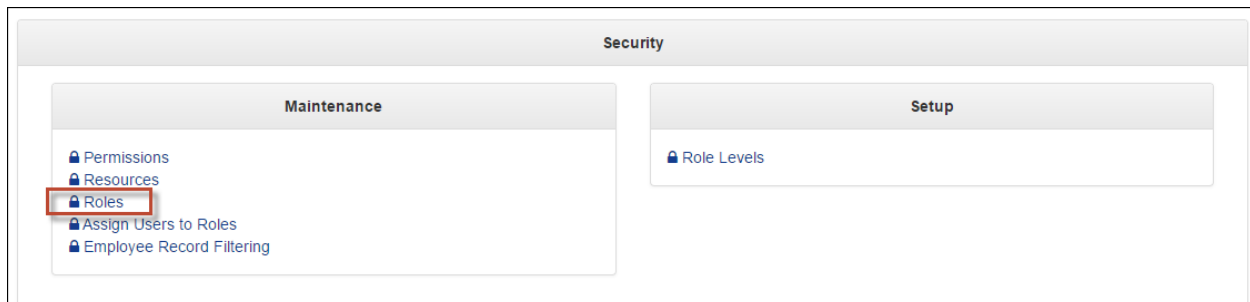 Security
Maintenance
Permissions
Resources
Roles
Assign Users to Roles
Employee Record Filtering
Setup
Role Levels